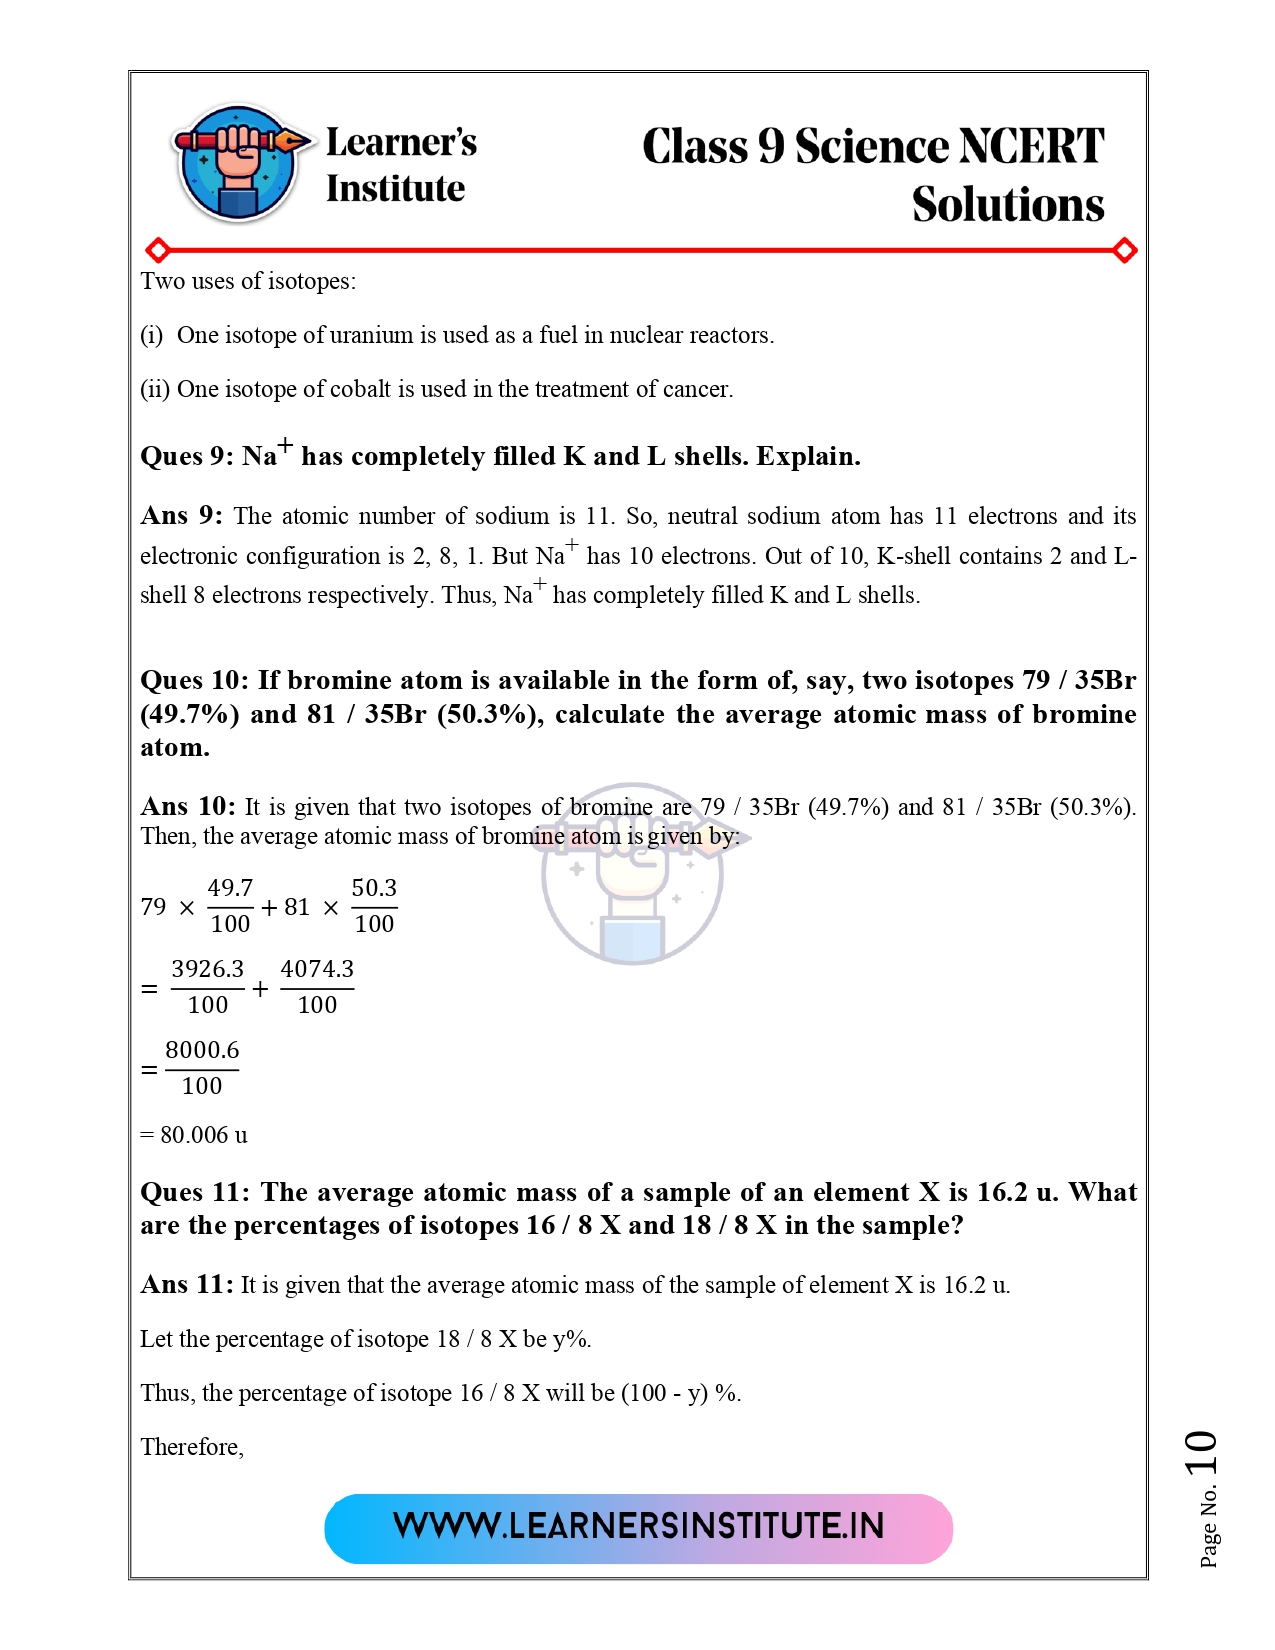 Learner's
Institute
Class 9 Science NCERT
Solutions
Two uses of isotopes:
(i) One isotope of uranium is used as a fuel in nuclear reactors.
(ii) One isotope of cobalt is used in the treatment of cancer.
Ques 9: Na⁺ has completely filled K and L shells. Explain.
Ans 9: The atomic number of sodium is 11. So, neutral sodium atom has 11 electrons and its
electronic configuration is 2, 8, 1. But Na⁺ has 10 electrons. Out of 10, K-shell contains 2 and L-
shell 8 electrons respectively. Thus, Na⁺ has completely filled K and L shells.
Ques 10: If bromine atom is available in the form of, say, two isotopes 79 / 35Br
(49.7%) and 81 / 35Br (50.3%), calculate the average atomic mass of bromine
atom.
Ans 10: It is given that two isotopes of bromine are 79 / 35Br (49.7%) and 81 / 35Br (50.3%).
Then, the average atomic mass of bromine atom is given by:
79 × 49.7/100 + 81 × 50.3/100
= 3926.3/100 + 4074.3/100
= 8000.6/100
= 80.006 u
Ques 11: The average atomic mass of a sample of an element X is 16.2 u. What
are the percentages of isotopes 16 / 8 X and 18 / 8 X in the sample?
Ans 11: It is given that the average atomic mass of the sample of element X is 16.2 u.
Let the percentage of isotope 18 / 8 X be y%.
Thus, the percentage of isotope 16 / 8 X will be (100 - y) %.
Therefore,
WWW.LEARNERSINSTITUTE.IN
Page No. 10